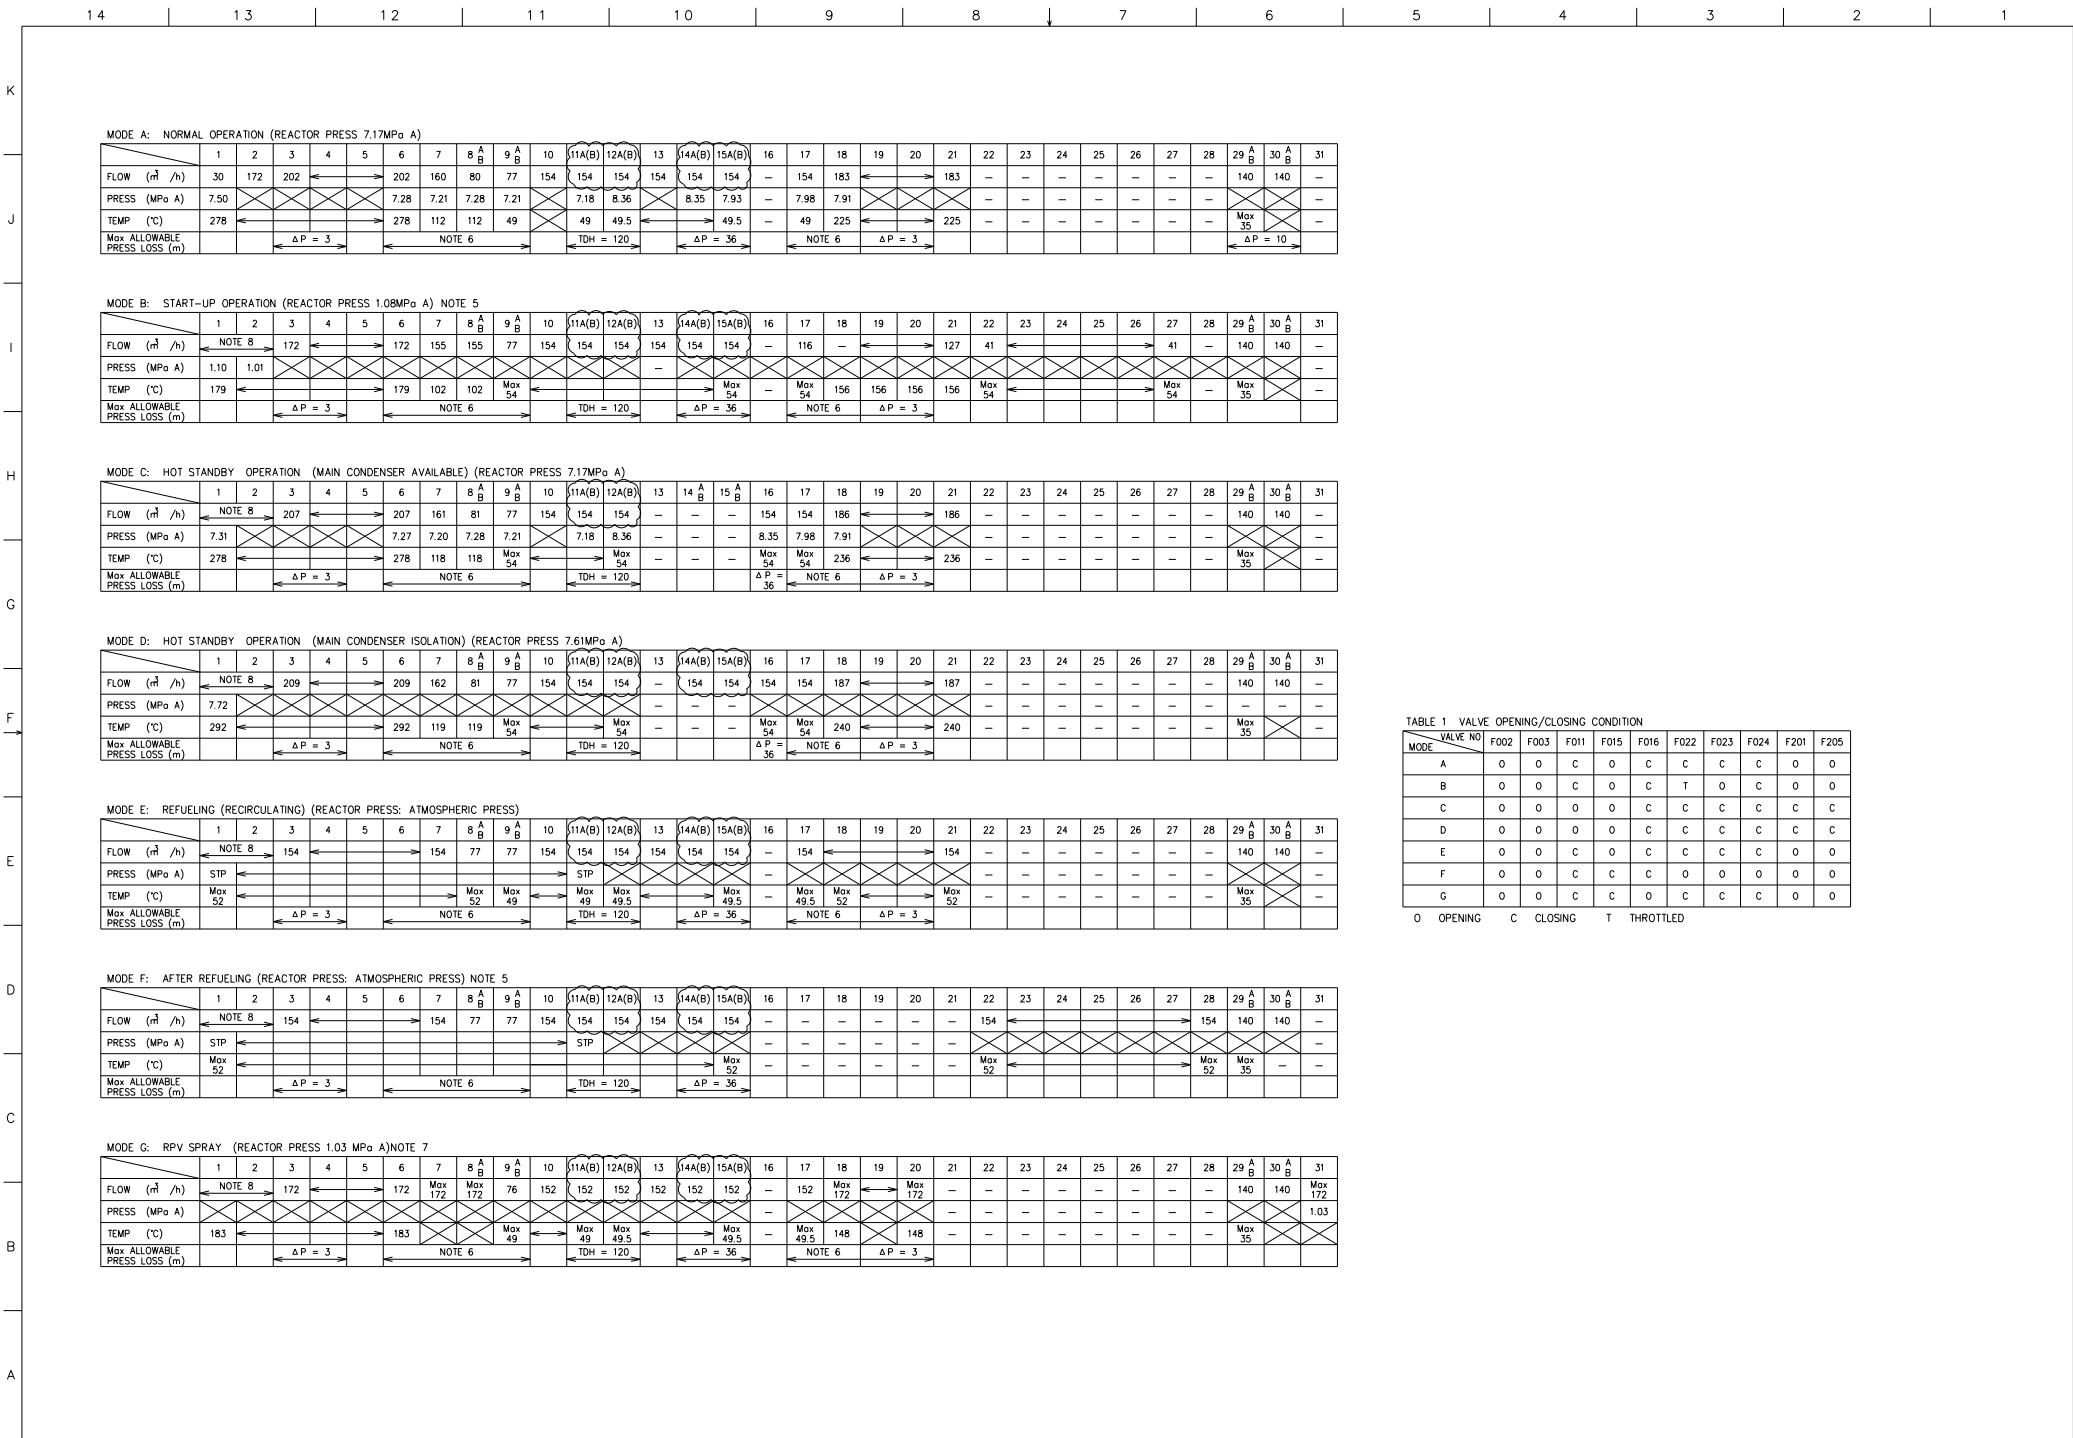 14 13 12 11 10 9 8 7 6 5 4 3 2 1
K
J
I
H
G
F
E
D
C
B
A
MODE A: NORMAL OPERATION (REACTOR PRESS 7.17MPa A)
1 2 3 4 5 6 7 8 A B 9 A B 10 11A(B) 12A(B) 13 14A(B) 15A(B) 16 17 18 19 20 21 22 23 24 25 26 27 28 29 A B 30 A B 31
FLOW (m³ /h) 30 172 202 202 160 80 77 154 154 154 154 154 154 – 154 183 183 – – – – – – – 140 140 –
PRESS (MPa A) 7.50 7.28 7.21 7.28 7.21 7.18 8.36 8.35 7.93 – 7.98 7.91 – – – – – – – –
TEMP (°C) 278 278 112 112 49 49 49.5 49.5 – 49 225 225 – – – – – – – Max 35 –
Max ALLOWABLE PRESS LOSS (m) ΔP = 3 NOTE 6 TDH = 120 ΔP = 36 NOTE 6 ΔP = 3 ΔP = 10
MODE B: START-UP OPERATION (REACTOR PRESS 1.08MPa A) NOTE 5
1 2 3 4 5 6 7 8 A B 9 A B 10 11A(B) 12A(B) 13 14A(B) 15A(B) 16 17 18 19 20 21 22 23 24 25 26 27 28 29 A B 30 A B 31
FLOW (m³ /h) NOTE 8 172 172 155 155 77 154 154 154 154 154 154 – 116 – 127 41 41 – 140 140 –
PRESS (MPa A) 1.10 1.01 – –
TEMP (°C) 179 179 102 102 Max 54 Max 54 – Max 54 156 156 156 156 Max 54 Max 54 – Max 35 –
Max ALLOWABLE PRESS LOSS (m) ΔP = 3 NOTE 6 TDH = 120 ΔP = 36 NOTE 6 ΔP = 3
MODE C: HOT STANDBY OPERATION (MAIN CONDENSER AVAILABLE) (REACTOR PRESS 7.17MPa A)
1 2 3 4 5 6 7 8 A B 9 A B 10 11A(B) 12A(B) 13 14 A B 15 A B 16 17 18 19 20 21 22 23 24 25 26 27 28 29 A B 30 A B 31
FLOW (m³ /h) NOTE 8 207 207 161 81 77 154 154 154 – – – 154 154 186 186 – – – – – – – 140 140 –
PRESS (MPa A) 7.31 7.27 7.20 7.28 7.21 7.18 8.36 – – – 8.35 7.98 7.91 – – – – – – – –
TEMP (°C) 278 278 118 118 Max 54 Max 54 – – – Max 54 Max 54 236 236 – – – – – – – Max 35 –
Max ALLOWABLE PRESS LOSS (m) ΔP = 3 NOTE 6 TDH = 120 ΔP = 36 NOTE 6 ΔP = 3
MODE D: HOT STANDBY OPERATION (MAIN CONDENSER ISOLATION) (REACTOR PRESS 7.61MPa A)
1 2 3 4 5 6 7 8 A B 9 A B 10 11A(B) 12A(B) 13 14A(B) 15A(B) 16 17 18 19 20 21 22 23 24 25 26 27 28 29 A B 30 A B 31
FLOW (m³ /h) NOTE 8 209 209 162 81 77 154 154 154 – 154 154 154 154 187 187 – – – – – – – 140 140 –
PRESS (MPa A) 7.72 – – – – – – – – – – – – –
TEMP (°C) 292 292 119 119 Max 54 Max 54 – – – Max 54 Max 54 240 240 – – – – – – – Max 35 –
Max ALLOWABLE PRESS LOSS (m) ΔP = 3 NOTE 6 TDH = 120 ΔP = 36 NOTE 6 ΔP = 3
MODE E: REFUELING (RECIRCULATING) (REACTOR PRESS: ATMOSPHERIC PRESS)
1 2 3 4 5 6 7 8 A B 9 A B 10 11A(B) 12A(B) 13 14A(B) 15A(B) 16 17 18 19 20 21 22 23 24 25 26 27 28 29 A B 30 A B 31
FLOW (m³ /h) NOTE 8 154 154 77 77 154 154 154 154 154 154 – 154 154 – – – – – – – 140 140 –
PRESS (MPa A) STP STP – – – – – – – – –
TEMP (°C) Max 52 Max 52 Max 49 Max 49 Max 49.5 Max 49.5 – Max 49.5 Max 52 Max 52 – – – – – – – Max 35 –
Max ALLOWABLE PRESS LOSS (m) ΔP = 3 NOTE 6 TDH = 120 ΔP = 36 NOTE 6 ΔP = 3
MODE F: AFTER REFUELING (REACTOR PRESS: ATMOSPHERIC PRESS) NOTE 5
1 2 3 4 5 6 7 8 A B 9 A B 10 11A(B) 12A(B) 13 14A(B) 15A(B) 16 17 18 19 20 21 22 23 24 25 26 27 28 29 A B 30 A B 31
FLOW (m³ /h) NOTE 8 154 154 77 77 154 154 154 154 154 154 – – – – – – 154 154 140 140 –
PRESS (MPa A) STP STP – – – – – – –
TEMP (°C) Max 52 Max 52 – – – – – – Max 52 Max 52 Max 35 – –
Max ALLOWABLE PRESS LOSS (m) ΔP = 3 NOTE 6 TDH = 120 ΔP = 36
MODE G: RPV SPRAY (REACTOR PRESS 1.03 MPa A)NOTE 7
1 2 3 4 5 6 7 8 A B 9 A B 10 11A(B) 12A(B) 13 14A(B) 15A(B) 16 17 18 19 20 21 22 23 24 25 26 27 28 29 A B 30 A B 31
FLOW (m³ /h) NOTE 8 172 172 Max 172 Max 172 76 152 152 152 152 152 152 – 152 Max 172 Max 172 – – – – – – – – 140 140 Max 172
PRESS (MPa A) – – – – – – – – – 1.03
TEMP (°C) 183 183 Max 49 Max 49 Max 49.5 Max 49.5 – Max 49.5 148 148 – – – – – – – – Max 35
Max ALLOWABLE PRESS LOSS (m) ΔP = 3 NOTE 6 TDH = 120 ΔP = 36 NOTE 6 ΔP = 3
TABLE 1 VALVE OPENING/CLOSING CONDITION
VALVE NO MODE F002 F003 F011 F015 F016 F022 F023 F024 F201 F205
A O O C O C C C C O O
B O O C O C T O C O O
C O O O O C C C C C C
D O O O O C C C C C C
E O O C O C C C C O O
F O O C C C O O O O O
G O O C C O C C C O O
O OPENING C CLOSING T THROTTLED